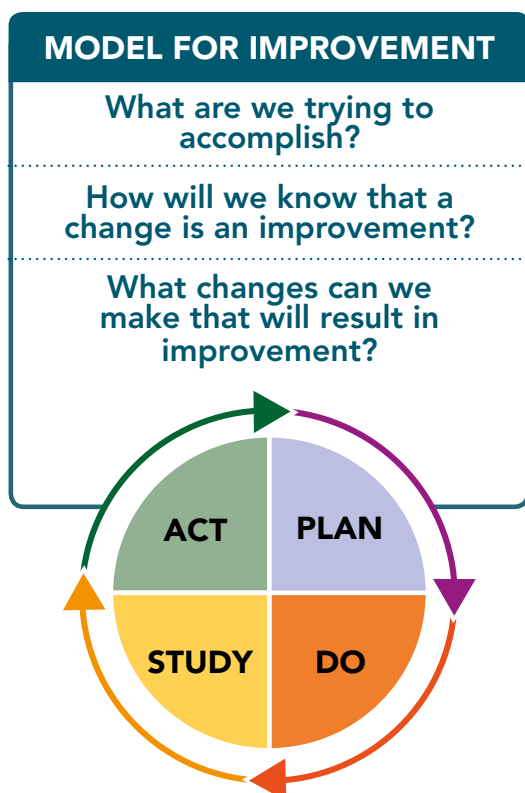 MODEL FOR IMPROVEMENT
What are we trying to
accomplish?
How will we know that a
change is an improvement?
What changes can we
make that will result in
improvement?
ACT
PLAN
STUDY
DO